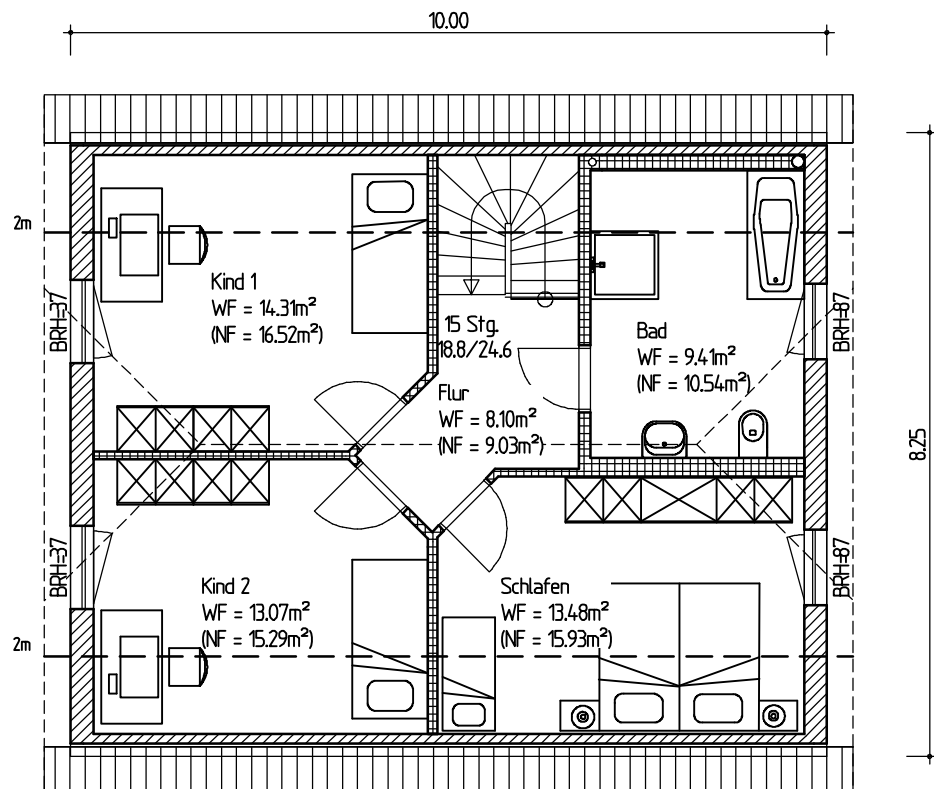 10.00
2m
Kind 1
WF = 14.31m²
(NF = 16.52m²)
BRH=37
15 Stg.
18.8/24.6
Bad
WF = 9.41m²
(NF = 10.54m²)
BRH=87
Flur
WF = 8.10m²
(NF = 9.03m²)
8.25
BRH=37
Kind 2
WF = 13.07m²
(NF = 15.29m²)
Schlafen
WF = 13.48m²
(NF = 15.93m²)
BRH=87
2m